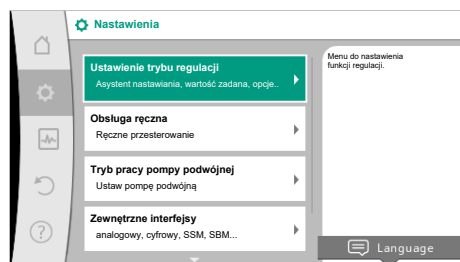 Nastawienia
Ustawienie trybu regulacji
Asystent nastawiania, wartość zadana, opcje..
Obsługa ręczna
Ręczne przesterowanie
Tryb pracy pompy podwójnej
Ustaw pompę podwójną
Zewnętrzne interfejsy
analogowy, cyfrowy, SSM, SBM...
Menu do nastawienia
funkcji regulacji.
Language